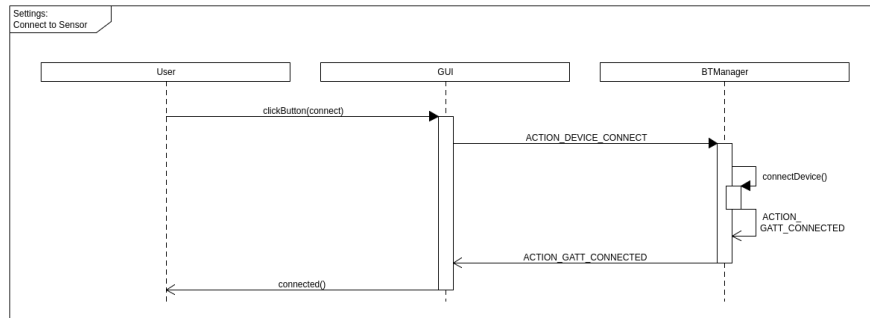 Settings:
Connect to Sensor
User
GUI
BTManager
clickButton(connect)
ACTION_DEVICE_CONNECT
connectDevice()
ACTION_
GATT_CONNECTED
ACTION_GATT_CONNECTED
connected()